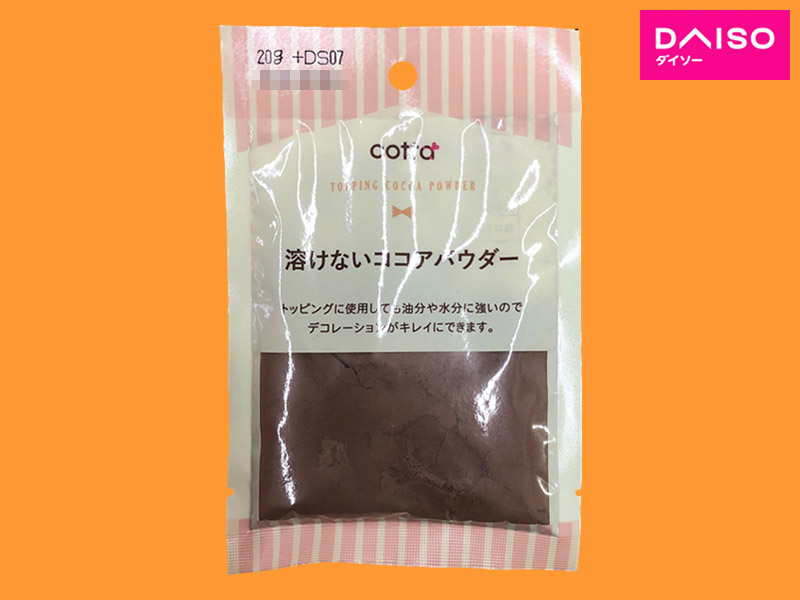 20g +DS07
DAISO
ダイソー
cotta
TOPPING COCOA POWDER
溶けないココアパウダー
トッピングに使用しても油分や水分に強いので
デコレーションがキレイにできます。